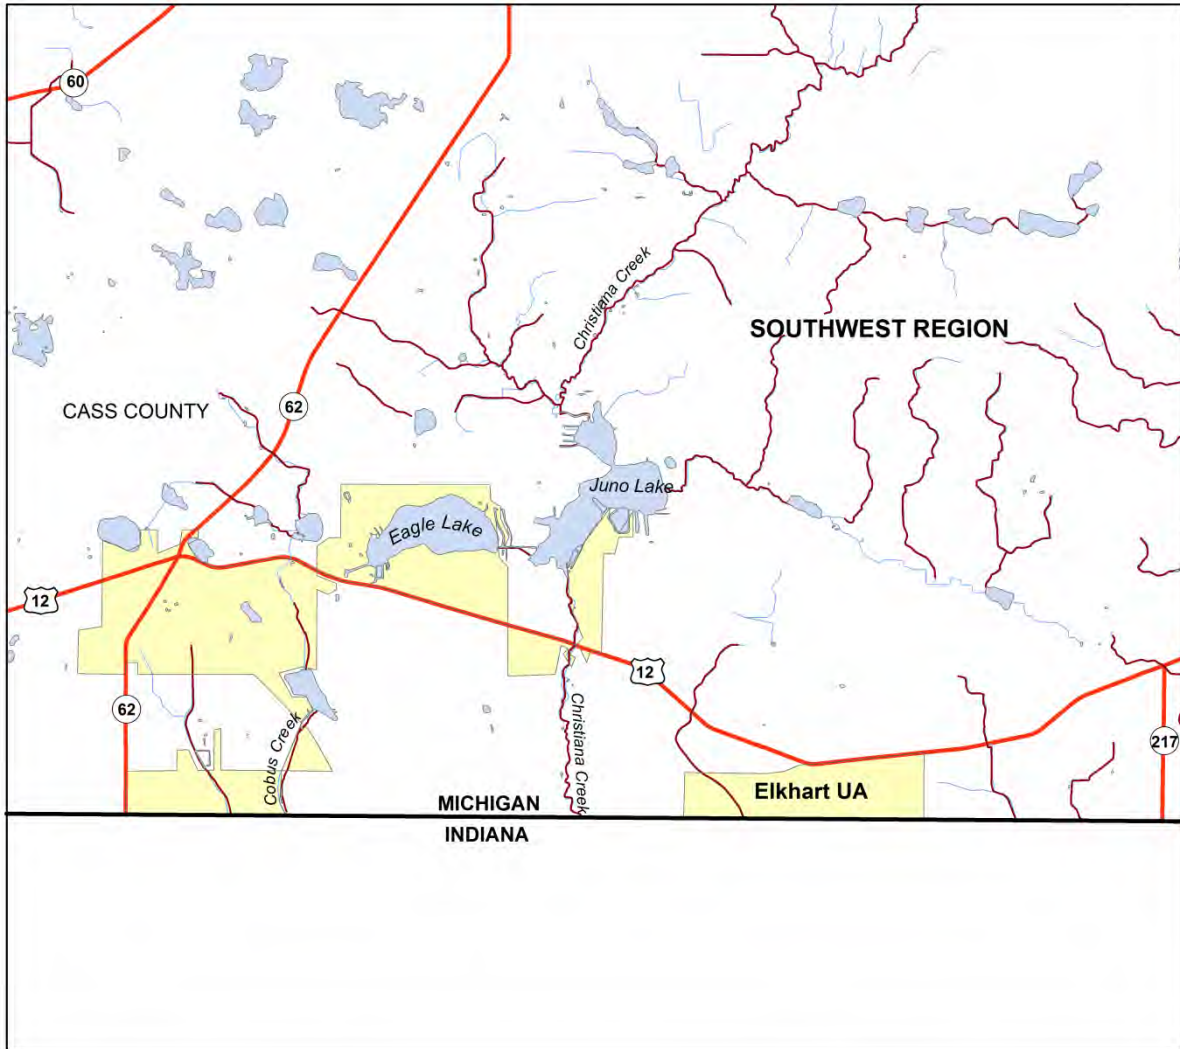 60
Christiana Creek
SOUTHWEST REGION
CASS COUNTY
62
Juno Lake
Eagle Lake
12
12
62
Cobus Creek
Christiana Creek
217
Elkhart UA
MICHIGAN
INDIANA